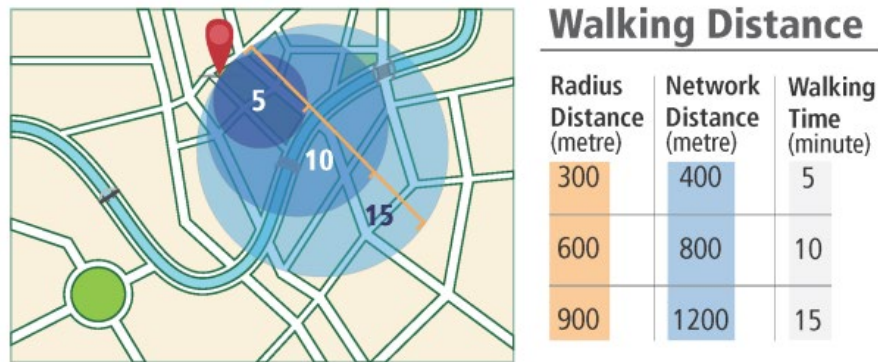 5
10
15
Walking Distance
Radius Distance (metre)
Network Distance (metre)
Walking Time (minute)
300 400 5
600 800 10
900 1200 15